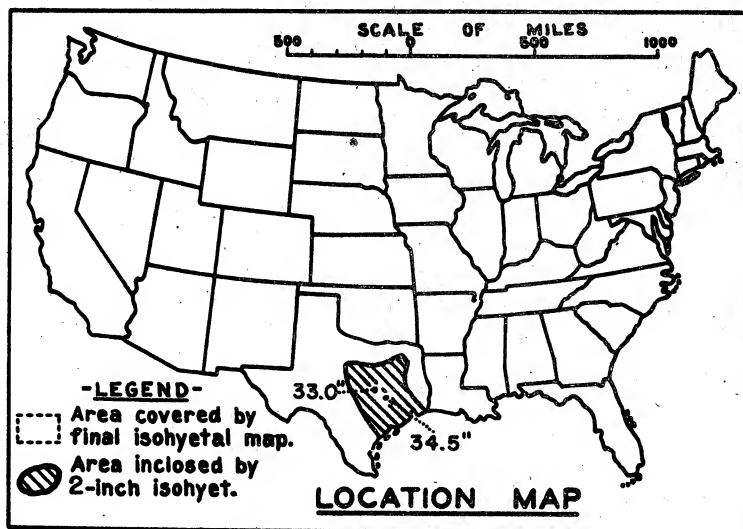 SCALE OF MILES
500 0 500 1000
33.0"
34.5"
-LEGEND-
Area covered by
final isohyetal map.
Area inclosed by
2-inch isohyet.
LOCATION MAP